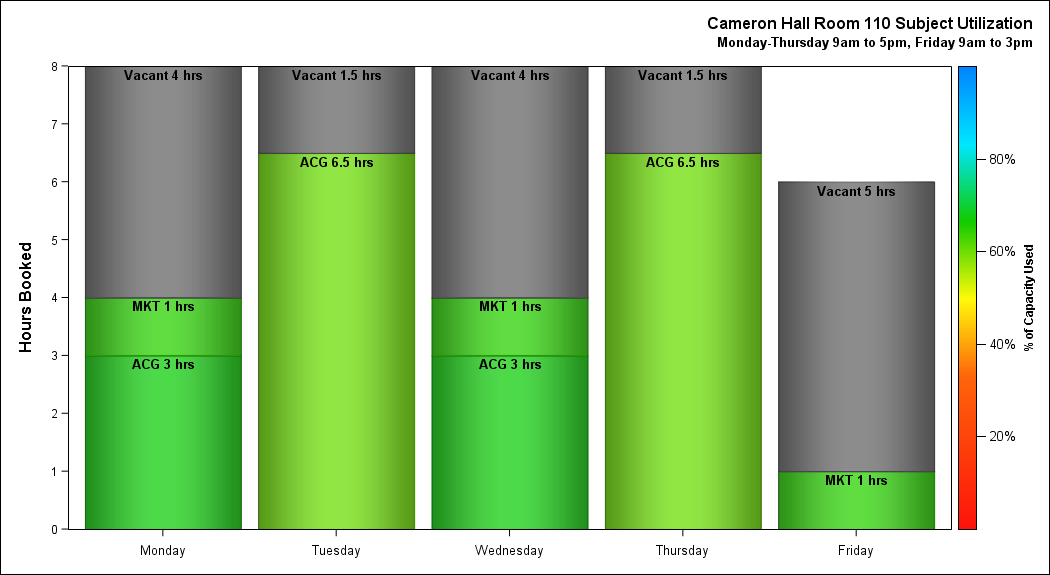 Cameron Hall Room 110 Subject Utilization
Monday-Thursday 9am to 5pm, Friday 9am to 3pm
Hours Booked
8
7
6
5
4
3
2
1
0
Vacant 4 hrs
MKT 1 hrs
ACG 3 hrs
Vacant 1.5 hrs
ACG 6.5 hrs
Vacant 4 hrs
MKT 1 hrs
ACG 3 hrs
Vacant 1.5 hrs
ACG 6.5 hrs
Vacant 5 hrs
MKT 1 hrs
Monday
Tuesday
Wednesday
Thursday
Friday
80%
60%
40%
20%
% of Capacity Used